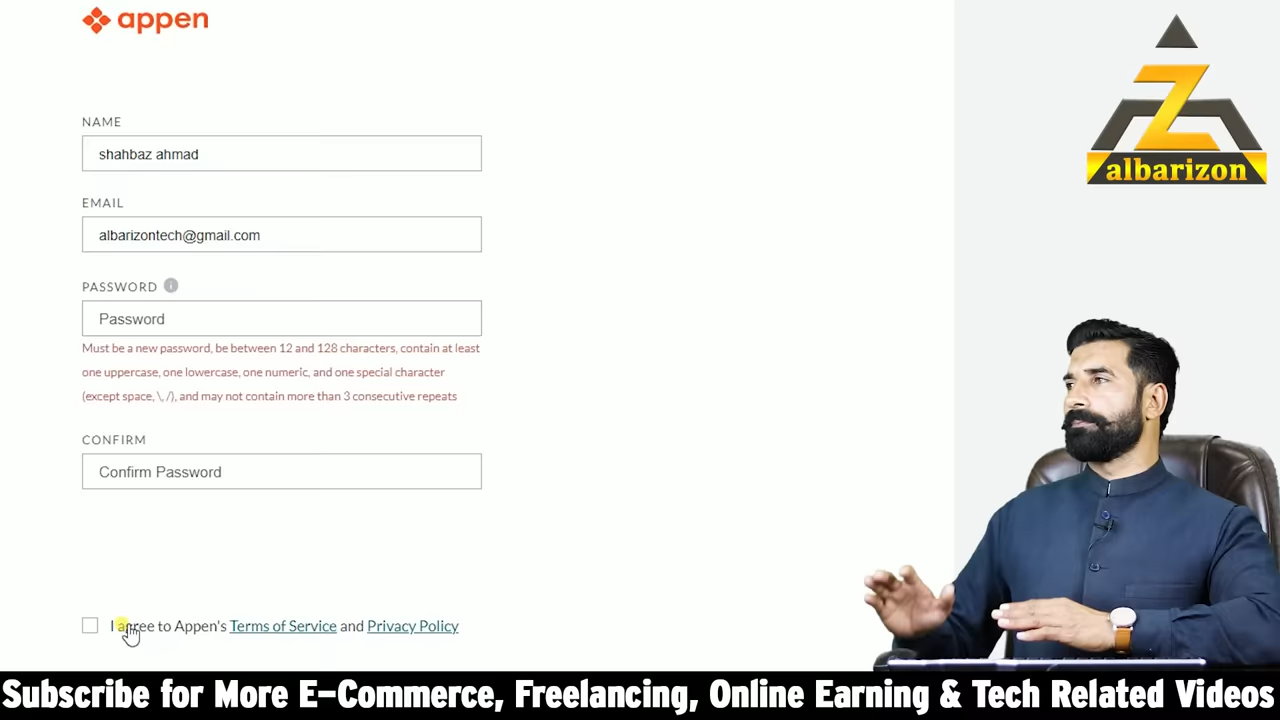 appen
NAME
shahbaz ahmad
EMAIL
albarizontech@gmail.com
PASSWORD
Password
Must be a new password, be between 12 and 128 characters, contain at least
one uppercase, one lowercase, one numeric, and one special character
(except space, \, /), and may not contain more than 3 consecutive repeats
CONFIRM
Confirm Password
I agree to Appen's Terms of Service and Privacy Policy
albarizon
Subscribe for More E-Commerce, Freelancing, Online Earning & Tech Related Videos